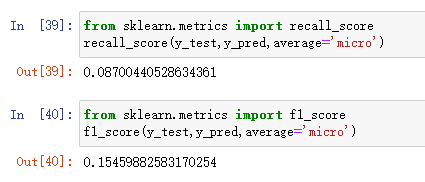 In [39]: from sklearn.metrics import recall_score
recall_score(y_test,y_pred,average='micro')
Out[39]: 0.08700440528634361
In [40]: from sklearn.metrics import f1_score
f1_score(y_test,y_pred,average='micro')
Out[40]: 0.15459882583170254